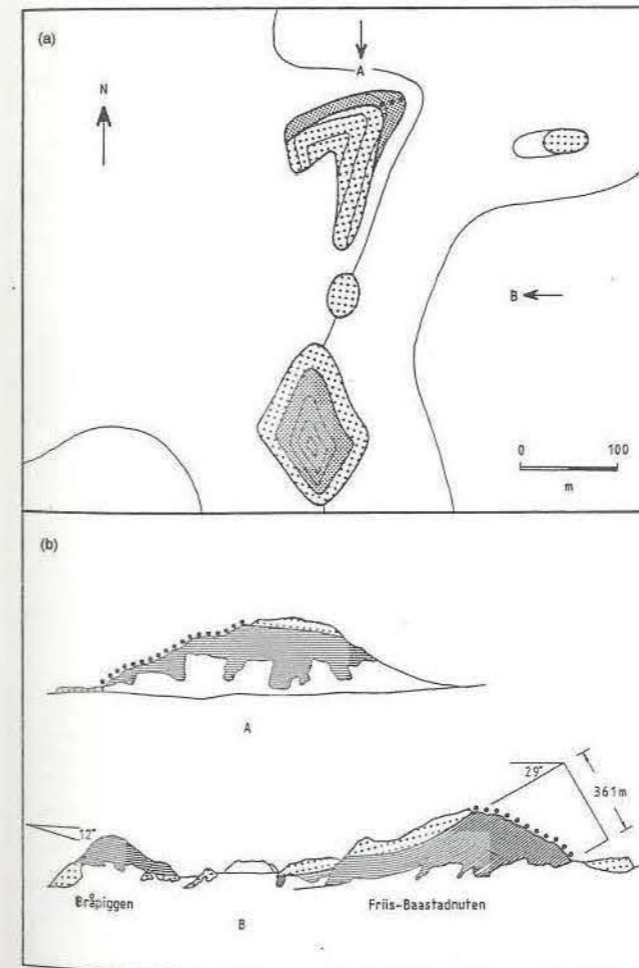 (a)
A
N
B
0 100
m
(b)
A
29°
361m
12°
Bråpiggen Friis-Baastadnuten
B